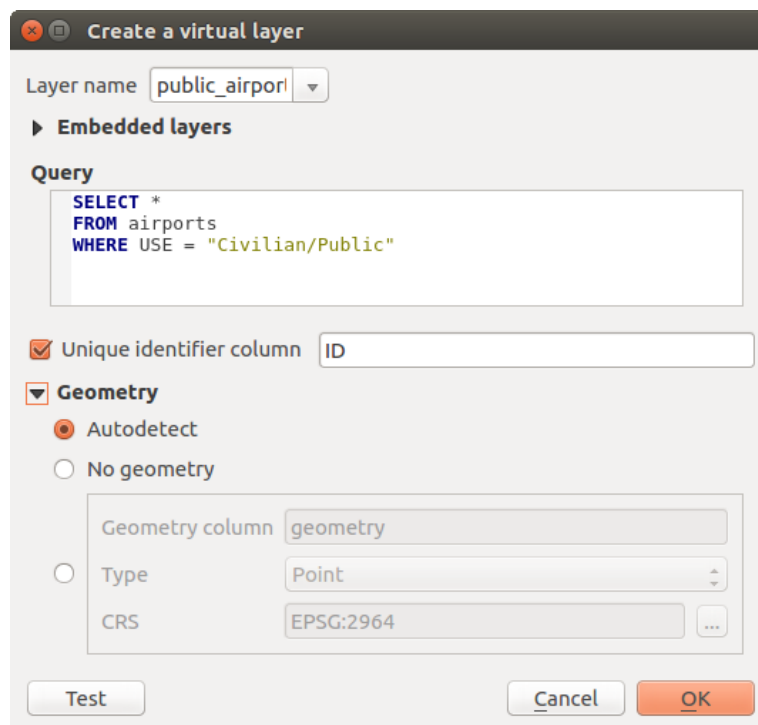 Create a virtual layer
Layer name public_airport
Embedded layers
Query
SELECT *
FROM airports
WHERE USE = "Civilian/Public"
Unique identifier column ID
Geometry
Autodetect
No geometry
Geometry column geometry
Type Point
CRS EPSG:2964 ...
Test Cancel OK